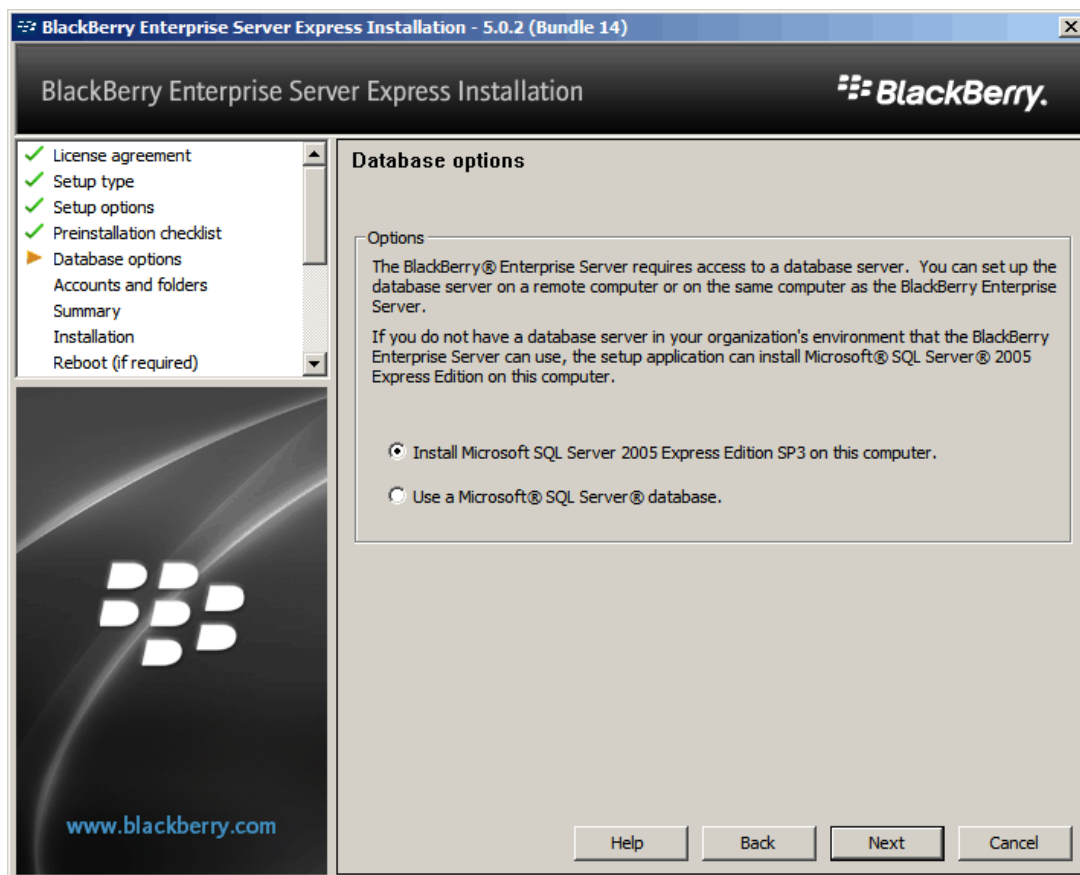 BlackBerry Enterprise Server Express Installation - 5.0.2 (Bundle 14)
BlackBerry Enterprise Server Express Installation
BlackBerry.
License agreement
Setup type
Setup options
Preinstallation checklist
Database options
Accounts and folders
Summary
Installation
Reboot (if required)
www.blackberry.com
Database options
Options
The BlackBerry® Enterprise Server requires access to a database server. You can set up the
database server on a remote computer or on the same computer as the BlackBerry Enterprise
Server.
If you do not have a database server in your organization's environment that the BlackBerry
Enterprise Server can use, the setup application can install Microsoft® SQL Server® 2005
Express Edition on this computer.
Install Microsoft SQL Server 2005 Express Edition SP3 on this computer.
Use a Microsoft® SQL Server® database.
Help
Back
Next
Cancel